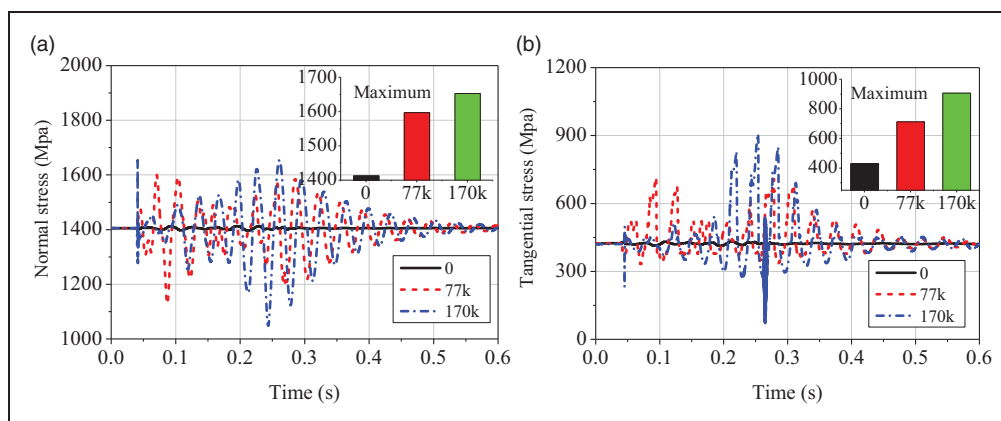 (a)
2000
1800
1600
1400
1200
1000
Normal stress (Mpa)
0.0 0.1 0.2 0.3 0.4 0.5 0.6
Time (s)
Maximum
1700
1600
1500
1400
0 77k 170k
0
77k
170k
(b)
1200
900
600
300
0
Tangential stress (Mpa)
0.0 0.1 0.2 0.3 0.4 0.5 0.6
Time (s)
Maximum
1000
800
600
400
0 77k 170k
0
77k
170k